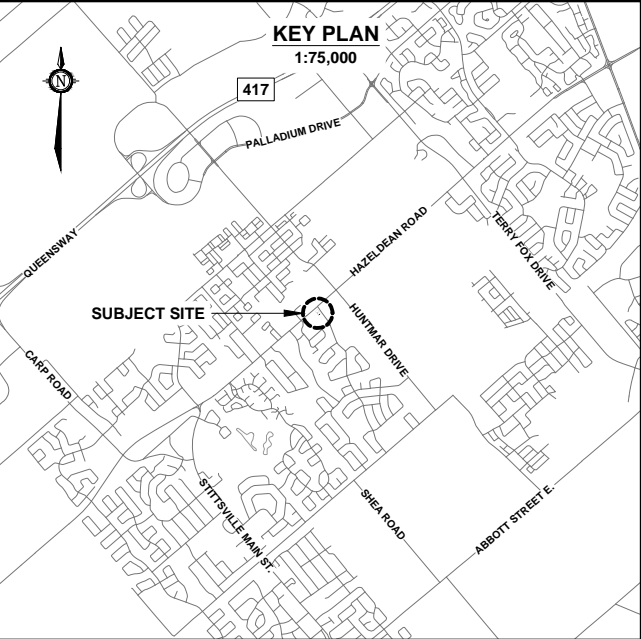 KEY PLAN
1:75,000
N
417
PALLADIUM DRIVE
QUEENSWAY
HAZELDEAN ROAD
TERRY FOX DRIVE
SUBJECT SITE
HUNTMAR DRIVE
CARP ROAD
STITTSVILLE MAIN ST.
SHEA ROAD
ABBOTT STREET E.